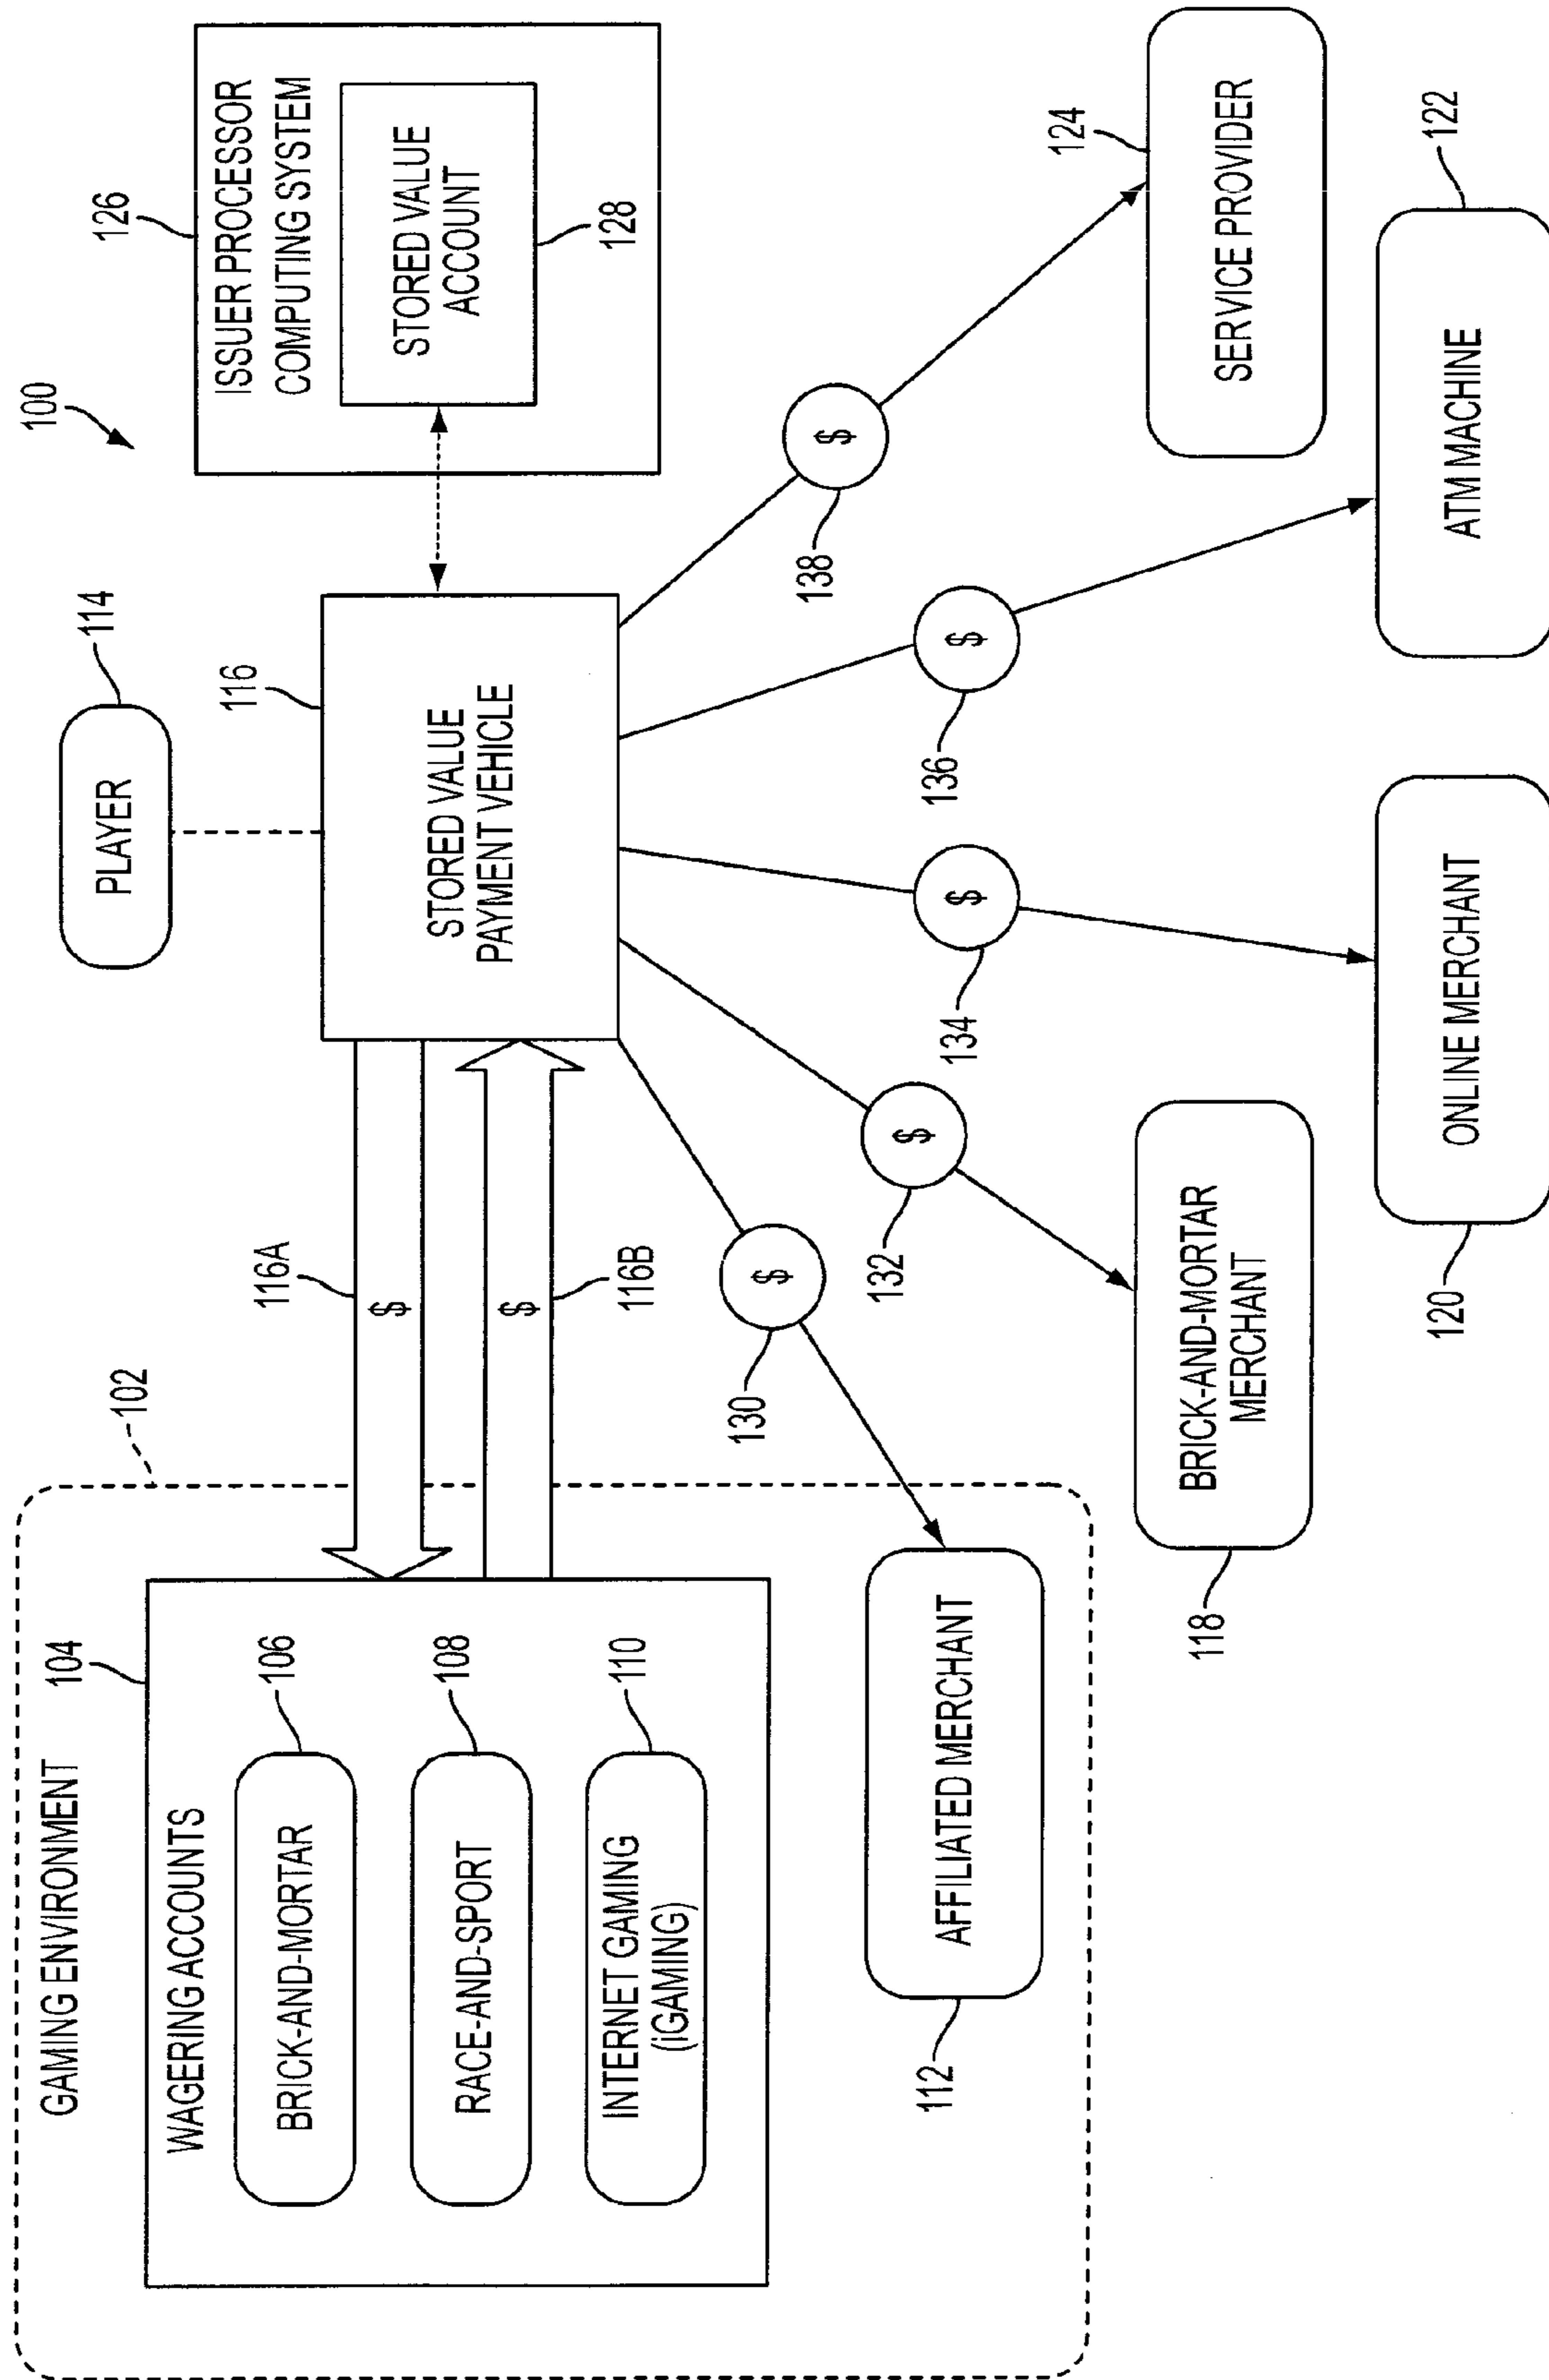 100
126
ISSUER PROCESSOR
COMPUTING SYSTEM
STORED VALUE
ACCOUNT
128
PLAYER
114
116
STORED VALUE
PAYMENT VEHICLE
116A
$
$
116B
102
GAMING ENVIRONMENT
104
WAGERING ACCOUNTS
BRICK-AND-MORTAR
106
RACE-AND-SPORT
108
INTERNET GAMING
(iGAMING)
110
AFFILIATED MERCHANT
112
$
130
$
132
$
134
$
136
$
138
BRICK-AND-MORTAR
MERCHANT
118
ONLINE MERCHANT
120
ATM MACHINE
122
SERVICE PROVIDER
124